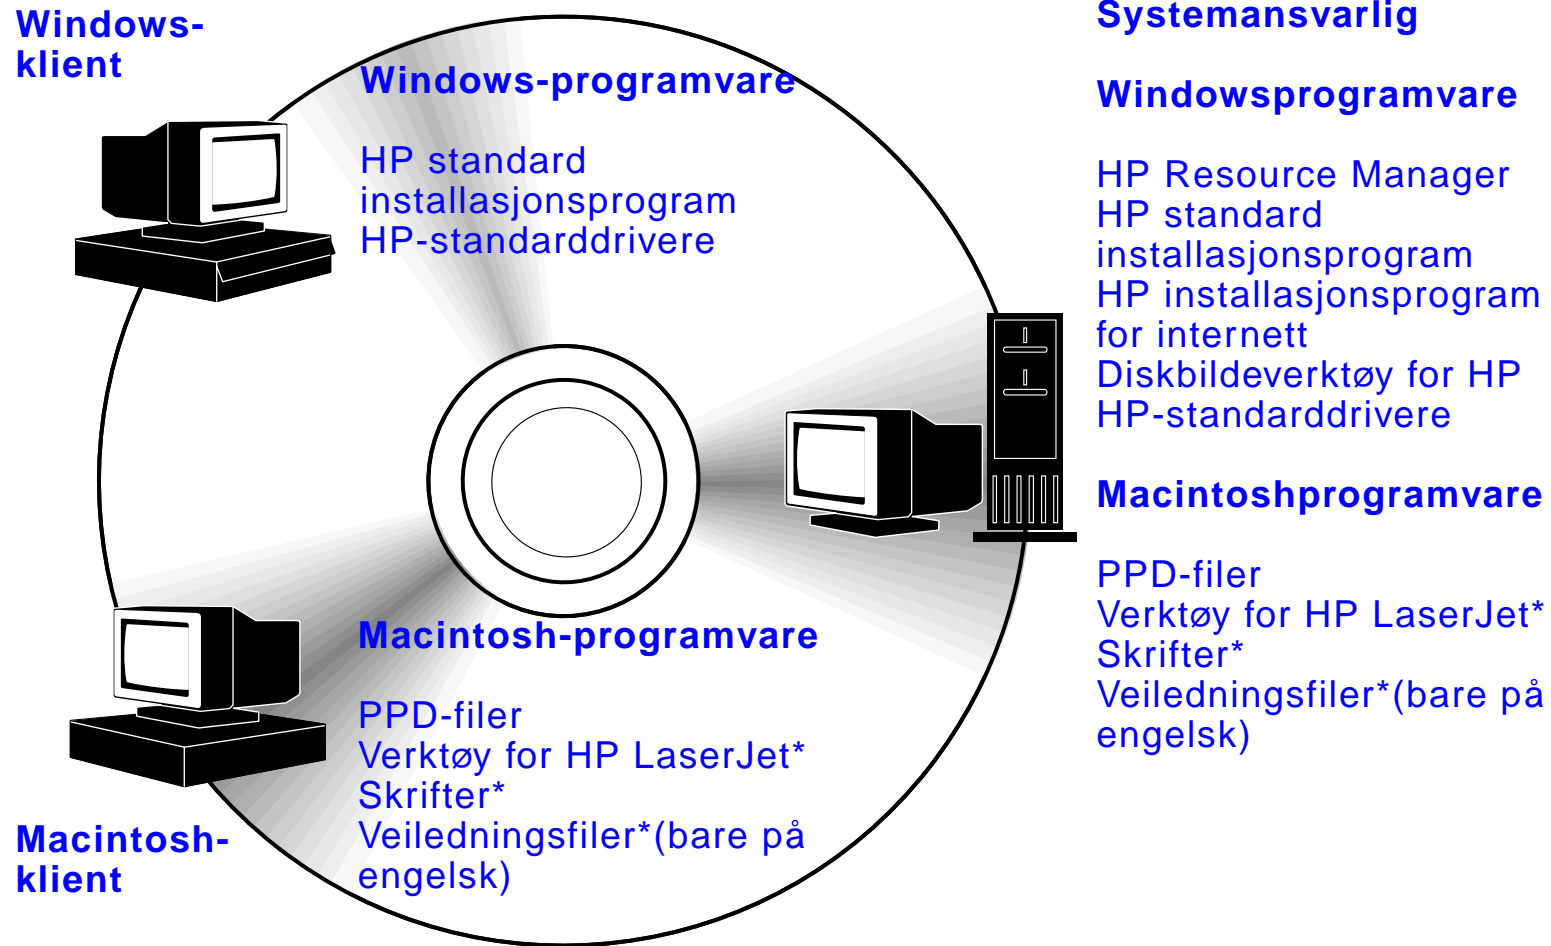 Windows-
klient
Windows-programvare
HP standard
installasjonsprogram
HP-standarddrivere
Macintosh-programvare
PPD-filer
Verktøy for HP LaserJet*
Skrifter*
Veiledningsfiler*(bare på
engelsk)
Macintosh-
klient
Systemansvarlig
Windowsprogramvare
HP Resource Manager
HP standard
installasjonsprogram
HP installasjonsprogram
for internett
Diskbildeverktøy for HP
HP-standarddrivere
Macintoshprogramvare
PPD-filer
Verktøy for HP LaserJet*
Skrifter*
Veiledningsfiler*(bare på
engelsk)